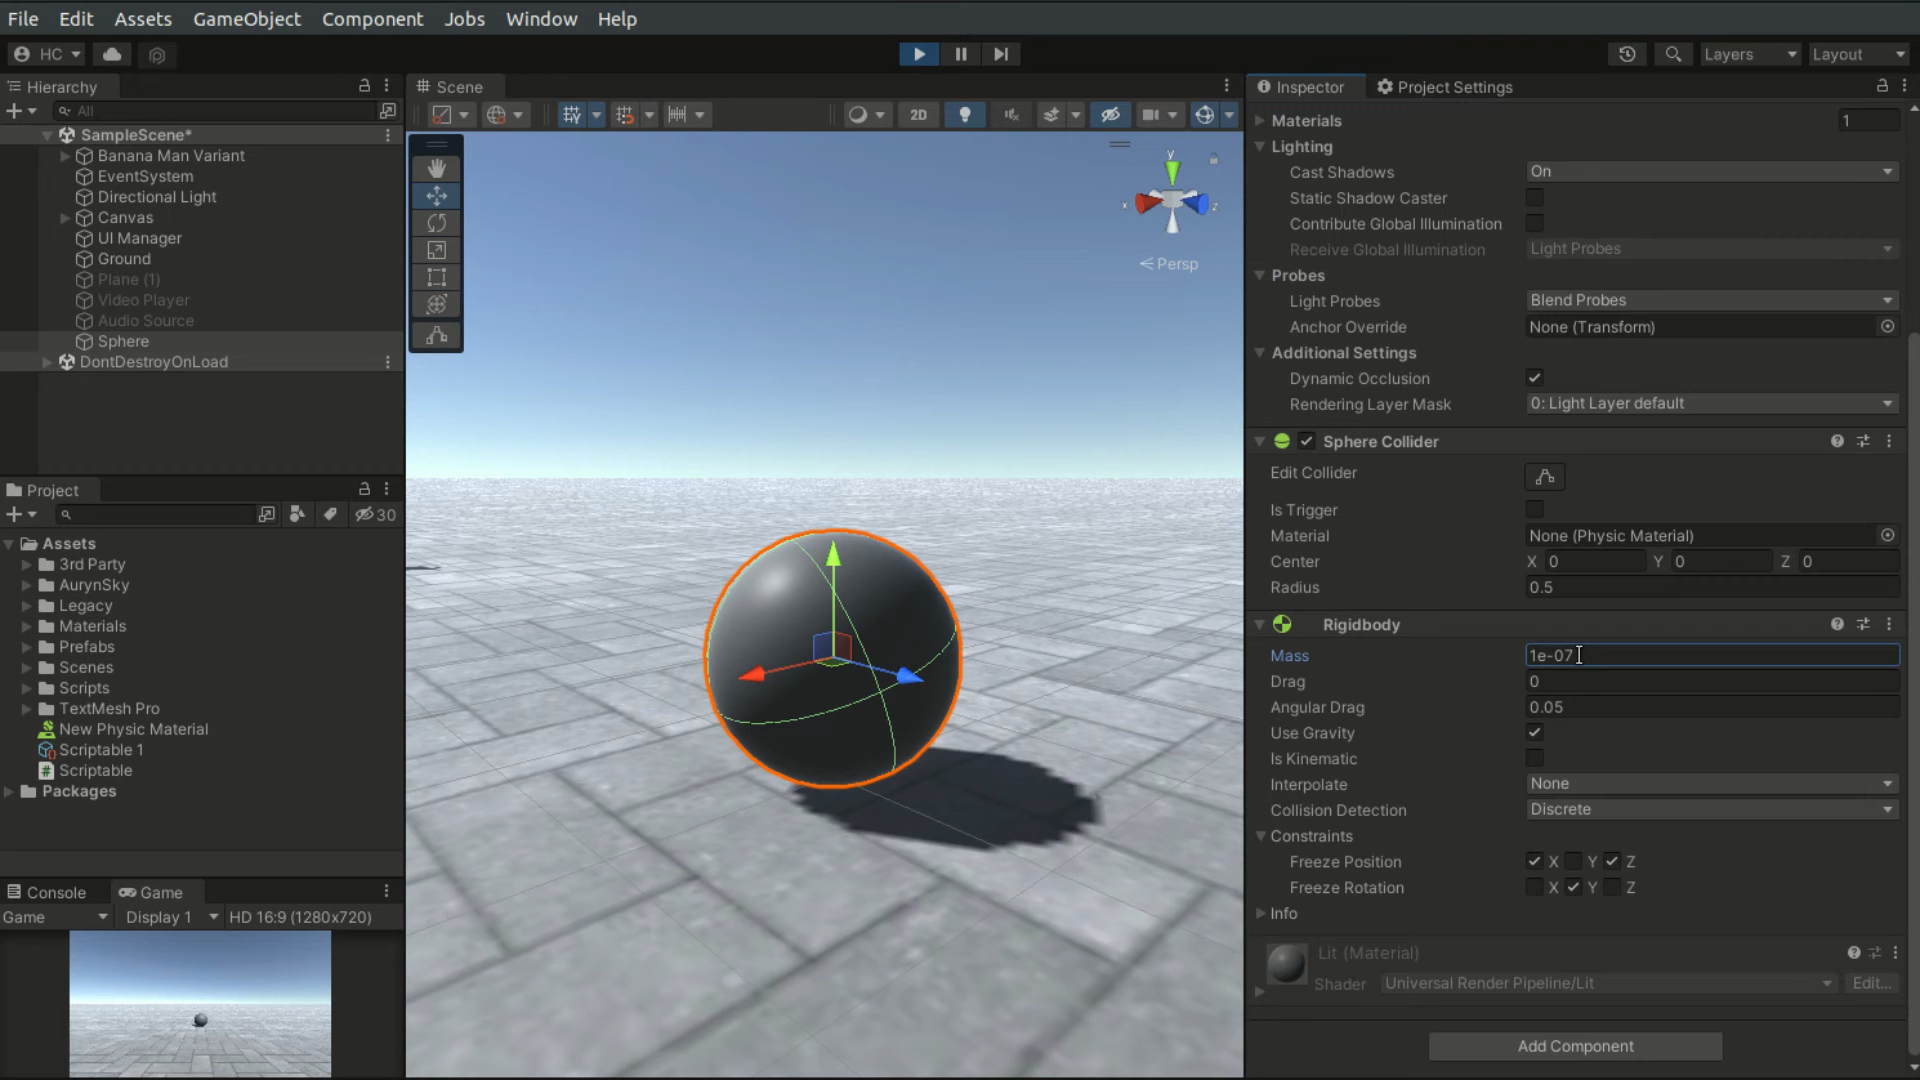 File Edit Assets GameObject Component Jobs Window Help
HC Layers Layout
Hierarchy
All
SampleScene*
Banana Man Variant
EventSystem
Directional Light
Canvas
UI Manager
Ground
Plane (1)
Video Player
Audio Source
Sphere
DontDestroyOnLoad
Project
30
Assets
3rd Party
AurynSky
Legacy
Materials
Prefabs
Scenes
Scripts
TextMesh Pro
New Physic Material
Scriptable 1
Scriptable
Packages
Console Game
Game Display 1 HD 16:9 (1280x720)
Scene
2D
y
x z
Persp
Inspector Project Settings
Materials 1
Lighting
Cast Shadows On
Static Shadow Caster
Contribute Global Illumination
Receive Global Illumination Light Probes
Probes
Light Probes Blend Probes
Anchor Override None (Transform)
Additional Settings
Dynamic Occlusion
Rendering Layer Mask 0: Light Layer default
Sphere Collider
Edit Collider
Is Trigger
Material None (Physic Material)
Center X 0 Y 0 Z 0
Radius 0.5
Rigidbody
Mass 1e-07
Drag 0
Angular Drag 0.05
Use Gravity
Is Kinematic
Interpolate None
Collision Detection Discrete
Constraints
Freeze Position X Y Z
Freeze Rotation X Y Z
Info
Lit (Material)
Shader Universal Render Pipeline/Lit Edit...
Add Component